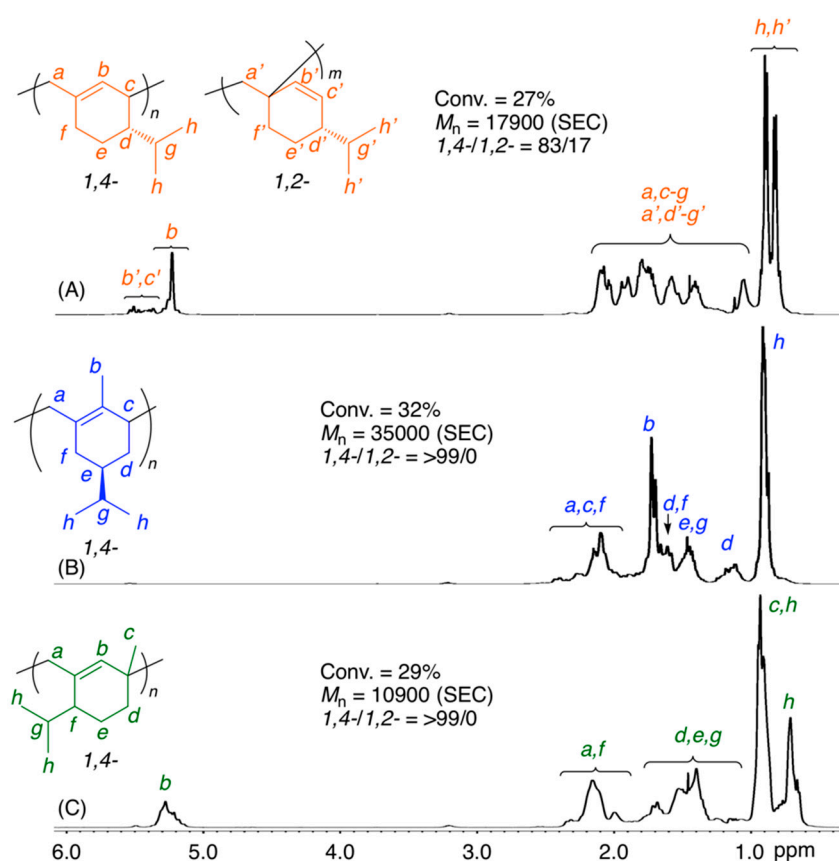 h,h'
a
b
c
n
f
e
d
g
h
h
1,4-
a'
b'
m
c'
f'
e'
d'
g'
h'
h'
1,2-
Conv. = 27%
Mn = 17900 (SEC)
1,4-/1,2- = 83/17
a,c-g
a',d'-g'
b
b',c'
(A)
b
a
c
n
f
e
d
g
h
h
1,4-
(B)
Conv. = 32%
Mn = 35000 (SEC)
1,4-/1,2- = >99/0
h
b
a,c,f
d,f
e,g
d
a
b
c
n
h
g
f
e
d
h
1,4-
(C)
Conv. = 29%
Mn = 10900 (SEC)
1,4-/1,2- = >99/0
c,h
h
a,f
d,e,g
b
6.0 5.0 4.0 3.0 2.0 1.0 ppm